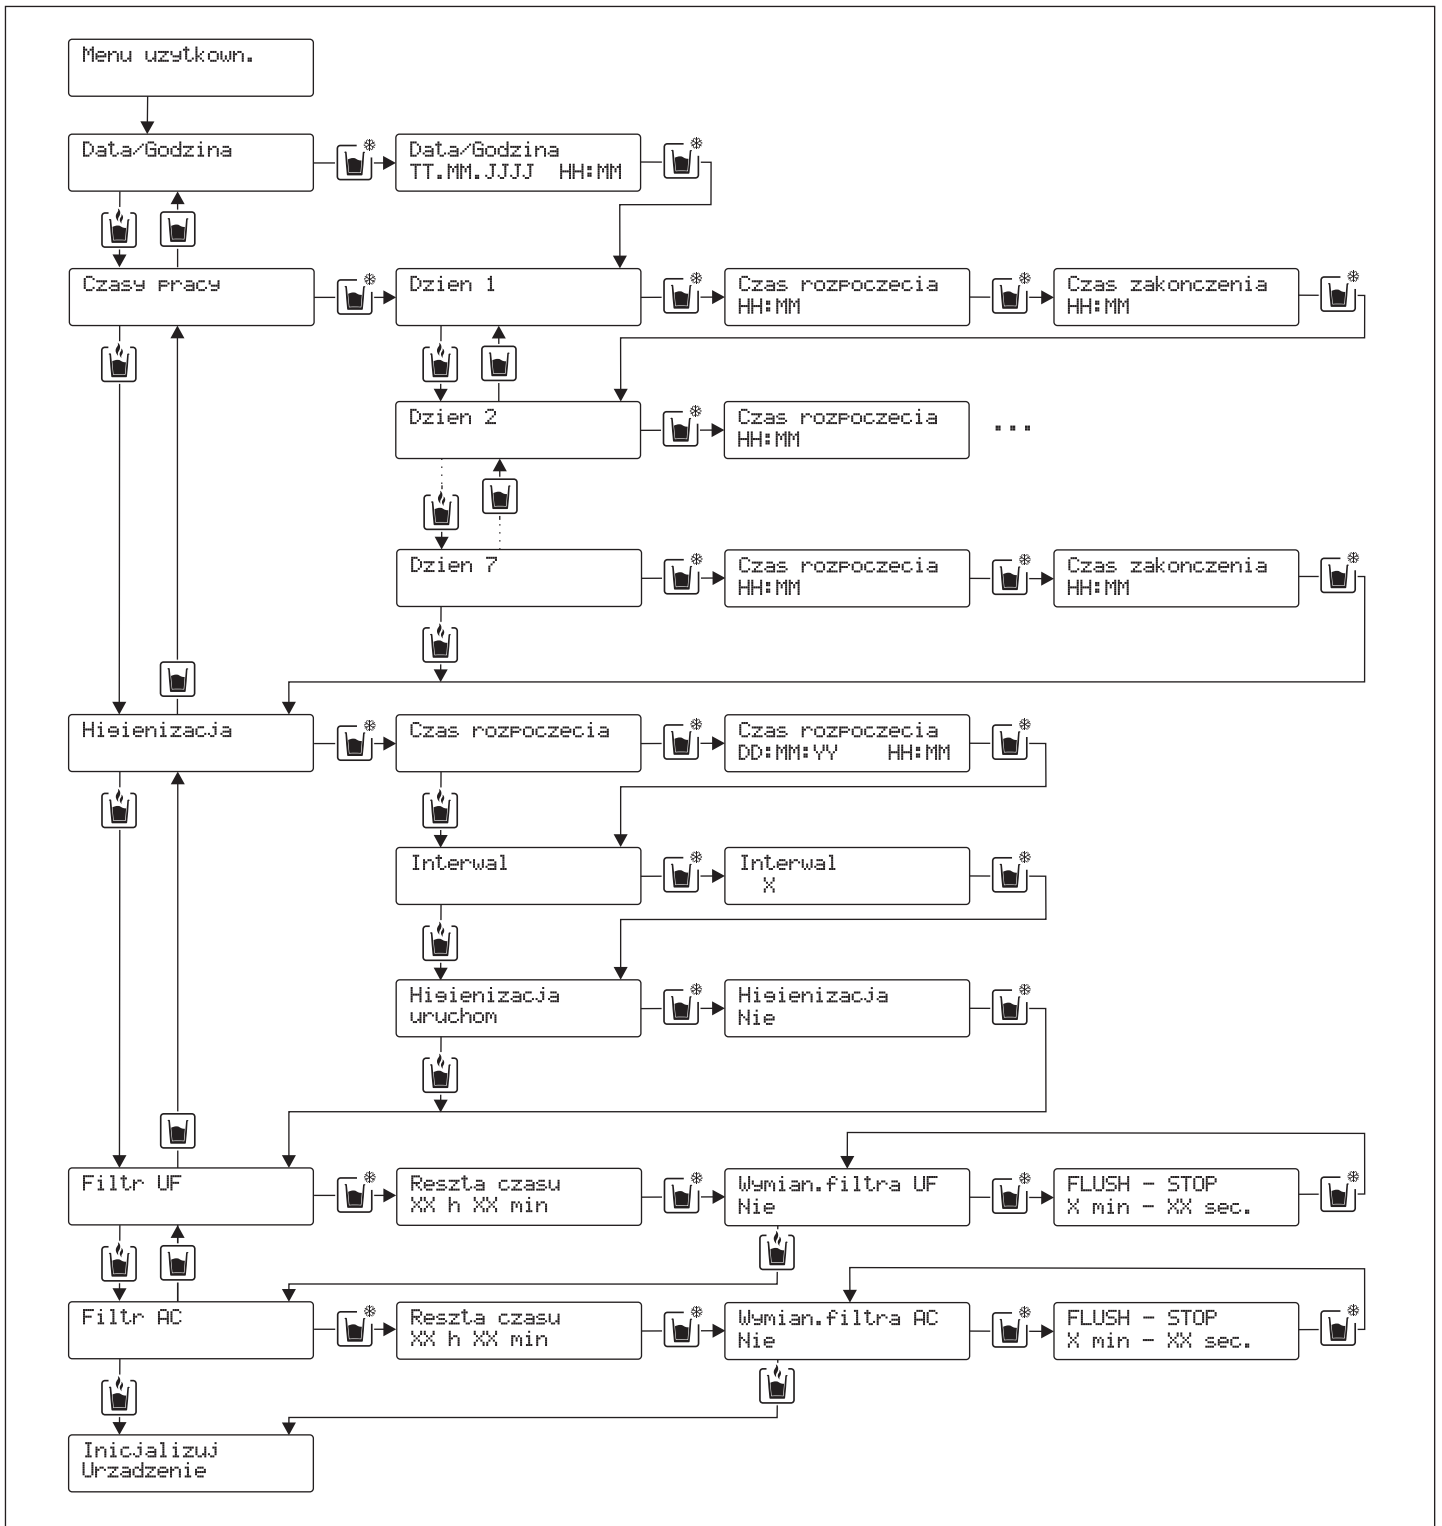 Menu uzytkown.
Data/Godzina
Data/Godzina
TT.MM.JJJJ HH:MM
Czasy pracy
Dzien 1
Czas rozpoczecia
HH:MM
Czas zakonczenia
HH:MM
Dzien 2
Czas rozpoczecia
HH:MM
...
Dzien 7
Czas rozpoczecia
HH:MM
Czas zakonczenia
HH:MM
Higienizacja
Czas rozpoczecia
Czas rozpoczecia
DD:MM:YY HH:MM
Interwal
Interwal
X
Higienizacja
uruchom
Higienizacja
Nie
Filtr UF
Reszta czasu
XX h XX min
Wymian.filtra UF
Nie
FLUSH - STOP
X min - XX sec.
Filtr AC
Reszta czasu
XX h XX min
Wymian.filtra AC
Nie
FLUSH - STOP
X min - XX sec.
Inicjalizuj
Urzadzenie